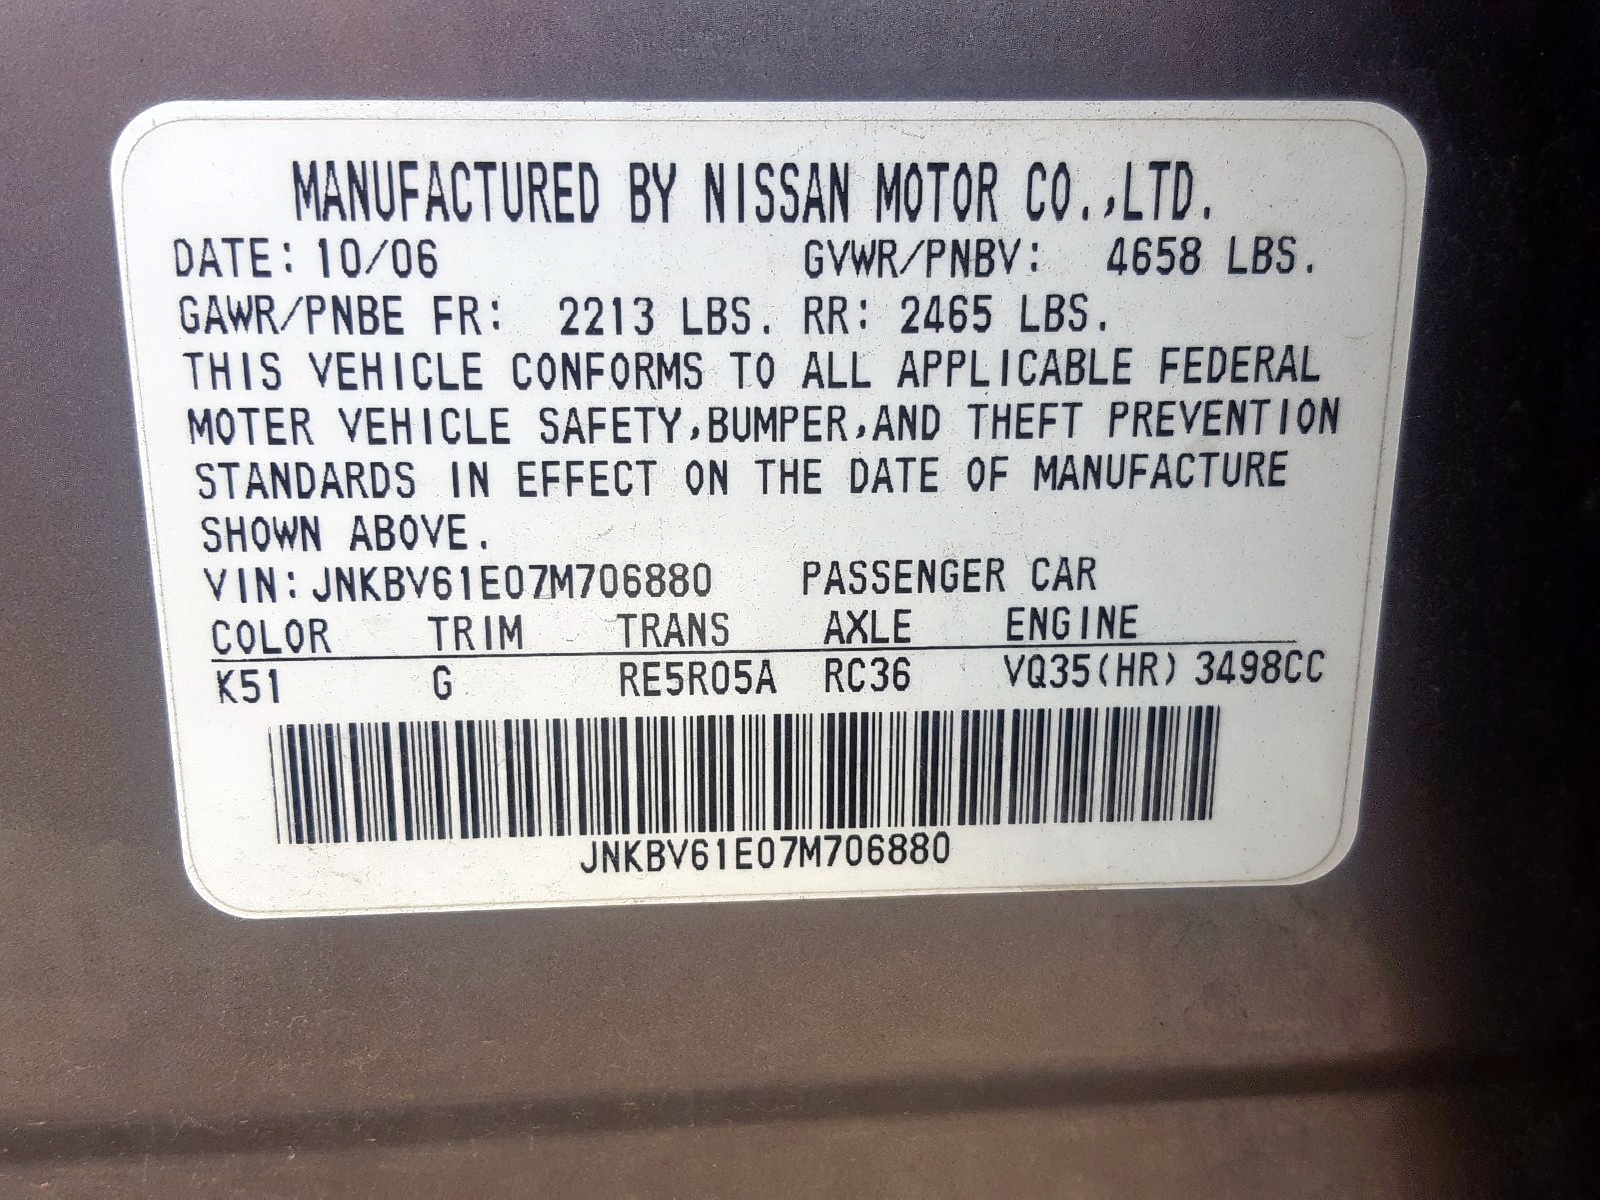 MANUFACTURED BY NISSAN MOTOR CO.,LTD.
DATE: 10/06 GVWR/PNBV: 4658 LBS.
GAWR/PNBE FR: 2213 LBS. RR: 2465 LBS.
THIS VEHICLE CONFORMS TO ALL APPLICABLE FEDERAL
MOTER VEHICLE SAFETY,BUMPER,AND THEFT PREVENTION
STANDARDS IN EFFECT ON THE DATE OF MANUFACTURE
SHOWN ABOVE.
VIN:JNKBV61E07M706880 PASSENGER CAR
COLOR TRIM TRANS AXLE ENGINE
K51 G RE5R05A RC36 VQ35(HR) 3498CC
JNKBV61E07M706880